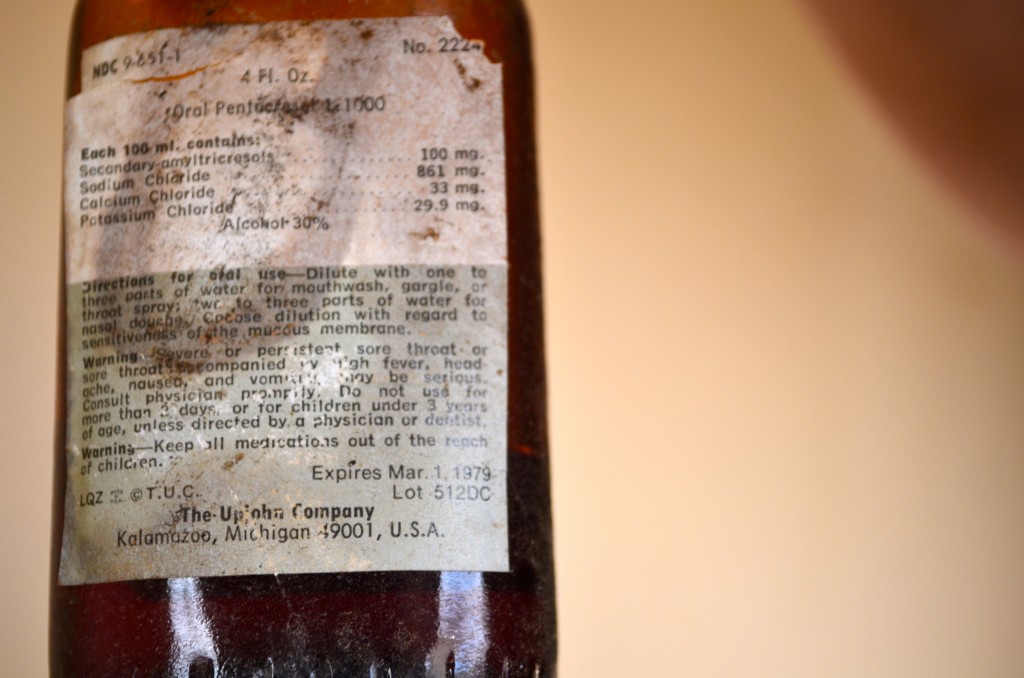 NDC 9-651-1
No. 2224
4 Fl. Oz.
Oral Pentacresol 1:1000
Each 100 ml. contains:
Secondary-amyltricresols 100 mg.
Sodium Chloride 861 mg.
Calcium Chloride 33 mg.
Potassium Chloride 29.9 mg.
Alcohol 30%
Directions for oral use—Dilute with one to
three parts of water for mouthwash, gargle, or
throat spray; two to three parts of water for
nasal douche. Choose dilution with regard to
sensitiveness of the mucous membrane.
Warning—Severe or persistent sore throat or
sore throat accompanied by high fever, head-
ache, nausea, and vomiting may be serious.
Consult physician promptly. Do not use for
more than 2 days, or for children under 3 years
of age, unless directed by a physician or dentist.
Warning—Keep all medications out of the reach
of children.
Expires Mar. 1, 1979
LQZ © T.U.C.
Lot 512DC
The Upjohn Company
Kalamazoo, Michigan 49001, U.S.A.